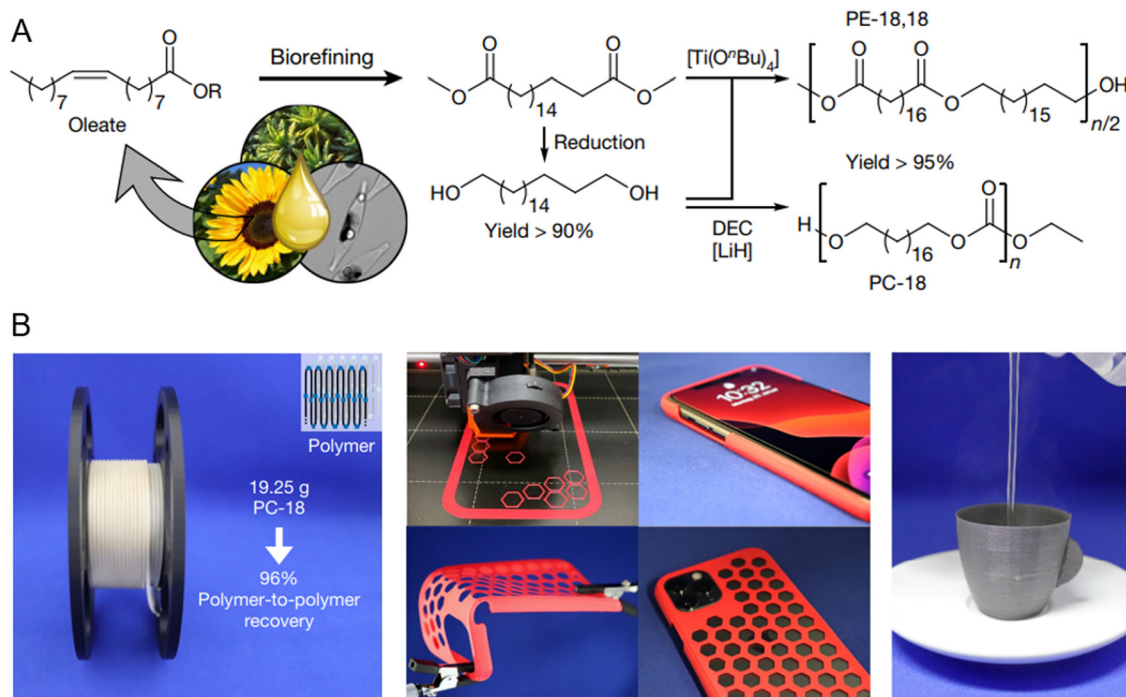 A
O
OR
7
7
Oleate
Biorefining
O
O
O
O
14
Reduction
HO
OH
14
Yield > 90%
[Ti(OⁿBu)₄]
DEC
[LiH]
PE-18,18
O
O
O
O
16
15
OH
n/2
Yield > 95%
H
O
16
O
O
O
n
PC-18
B
Polymer
19.25 g
PC-18
96%
Polymer-to-polymer
recovery
10:32